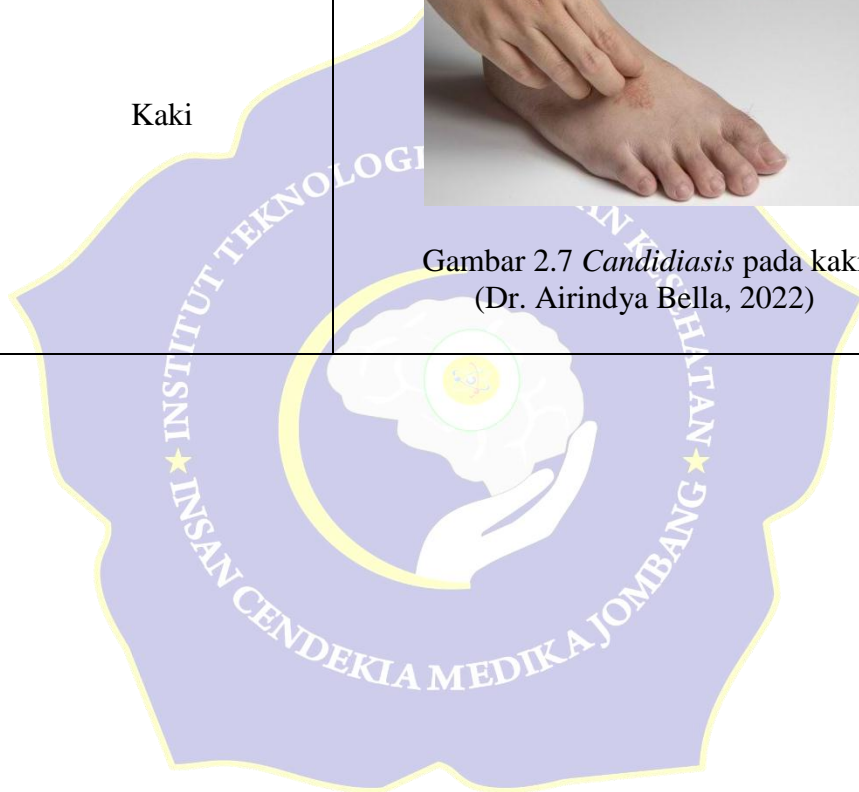 Kaki
Gambar 2.7 Candidiasis pada kaki
(Dr. Airindya Bella, 2022)
INSTITUT TEKNOLOGI
KESEHATAN
INSAN CENDEKIA MEDIKA JOMBANG